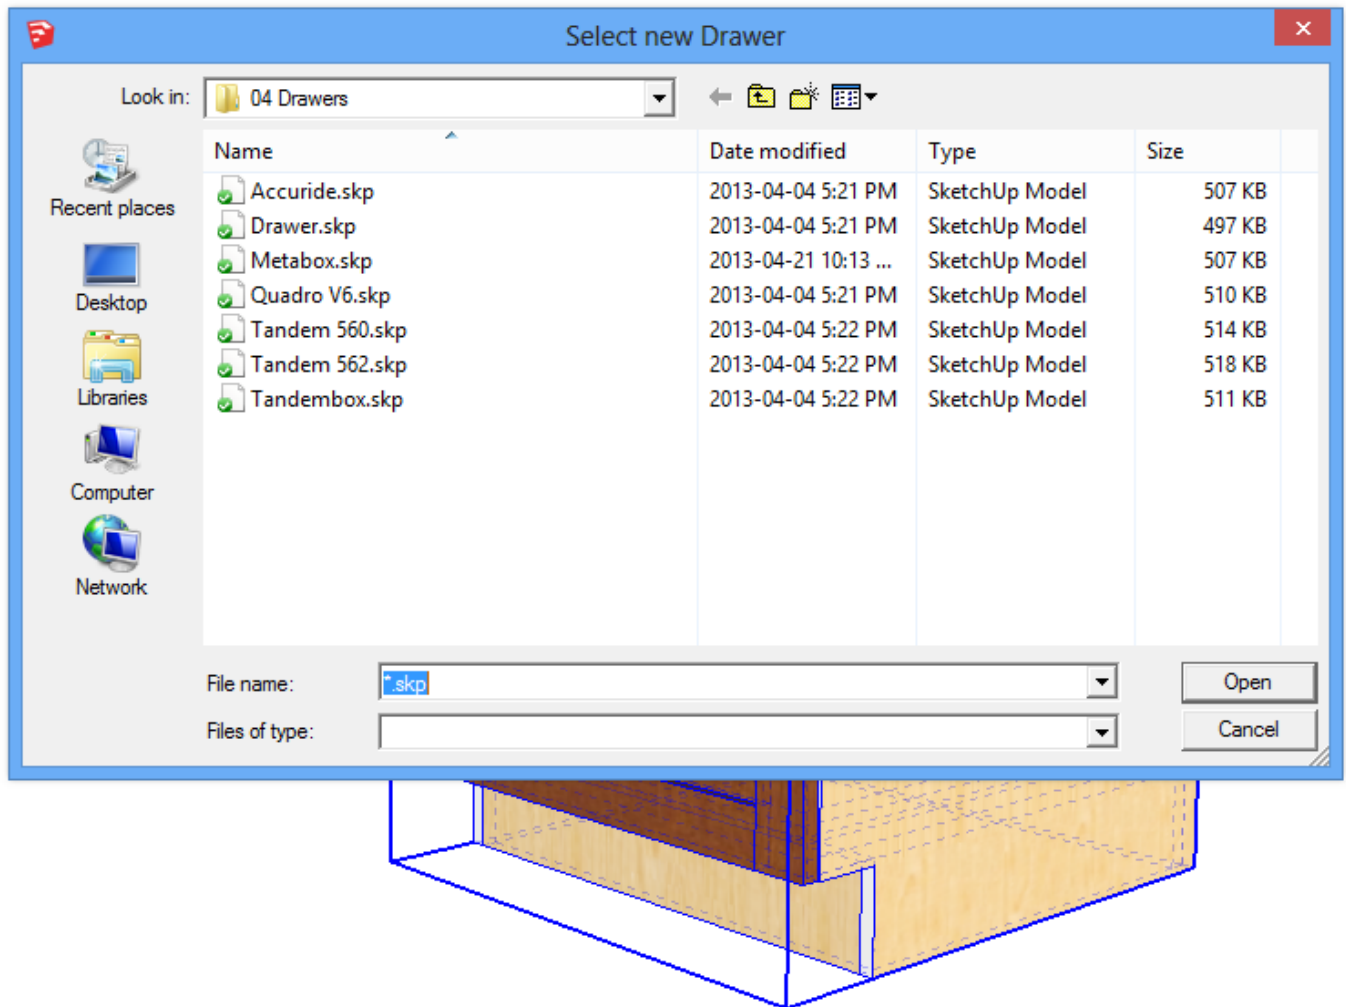 Select new Drawer
Look in: 04 Drawers
Name Date modified Type Size
Accuride.skp 2013-04-04 5:21 PM SketchUp Model 507 KB
Drawer.skp 2013-04-04 5:21 PM SketchUp Model 497 KB
Metabox.skp 2013-04-21 10:13 ... SketchUp Model 507 KB
Quadro V6.skp 2013-04-04 5:21 PM SketchUp Model 510 KB
Tandem 560.skp 2013-04-04 5:22 PM SketchUp Model 514 KB
Tandem 562.skp 2013-04-04 5:22 PM SketchUp Model 518 KB
Tandembox.skp 2013-04-04 5:22 PM SketchUp Model 511 KB
Recent places
Desktop
Libraries
Computer
Network
File name: *.skp Open
Files of type: Cancel